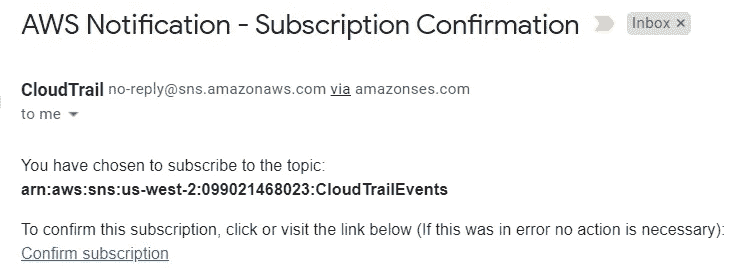 AWS Notification - Subscription Confirmation Inbox ×
CloudTrail no-reply@sns.amazonaws.com via amazonses.com
to me
You have chosen to subscribe to the topic:
arn:aws:sns:us-west-2:099021468023:CloudTrailEvents
To confirm this subscription, click or visit the link below (If this was in error no action is necessary):
Confirm subscription